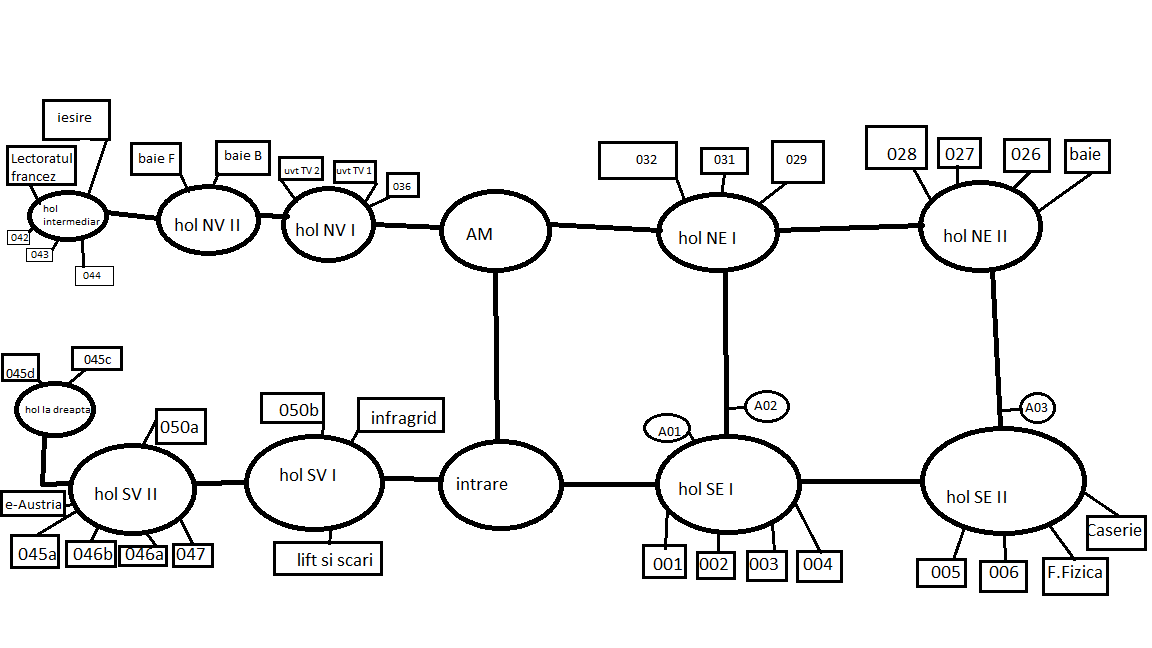 iesire
Lectoratul
francez
baie F
baie B
uvt TV 2
uvt TV 1
036
032
031
029
028
027
026
baie
hol
intermediar
hol NV II
hol NV I
AM
hol NE I
hol NE II
042
043
044
045d
045c
hol la dreapta
050a
050b
infragrid
A01
A02
A03
e-Austria
hol SV II
hol SV I
intrare
hol SE I
hol SE II
045a
046b
046a
047
lift si scari
001
002
003
004
005
006
F.Fizica
Caserie